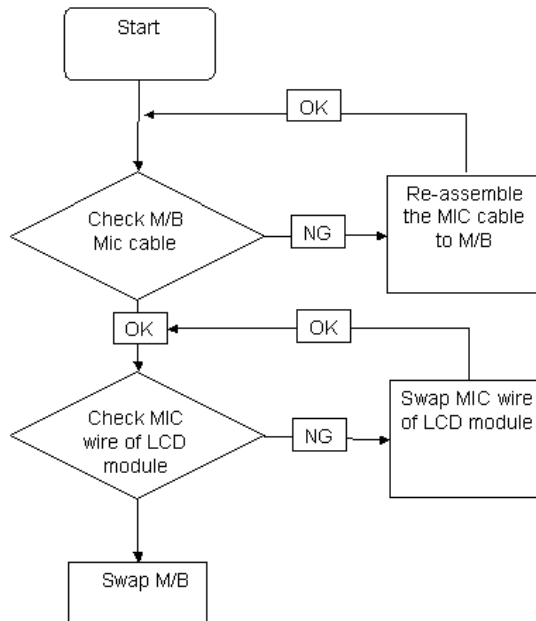 Start
OK
Check M/B
Mic cable
NG
Re-assemble
the MIC cable
to M/B
OK
OK
Check MIC
wire of LCD
module
NG
Swap MIC wire
of LCD module
Swap M/B